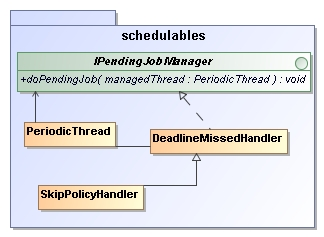 schedulables
IPendingJobManager
+doPendingJob( managedThread : PeriodicThread ) : void
PeriodicThread
DeadlineMissedHandler
SkipPolicyHandler